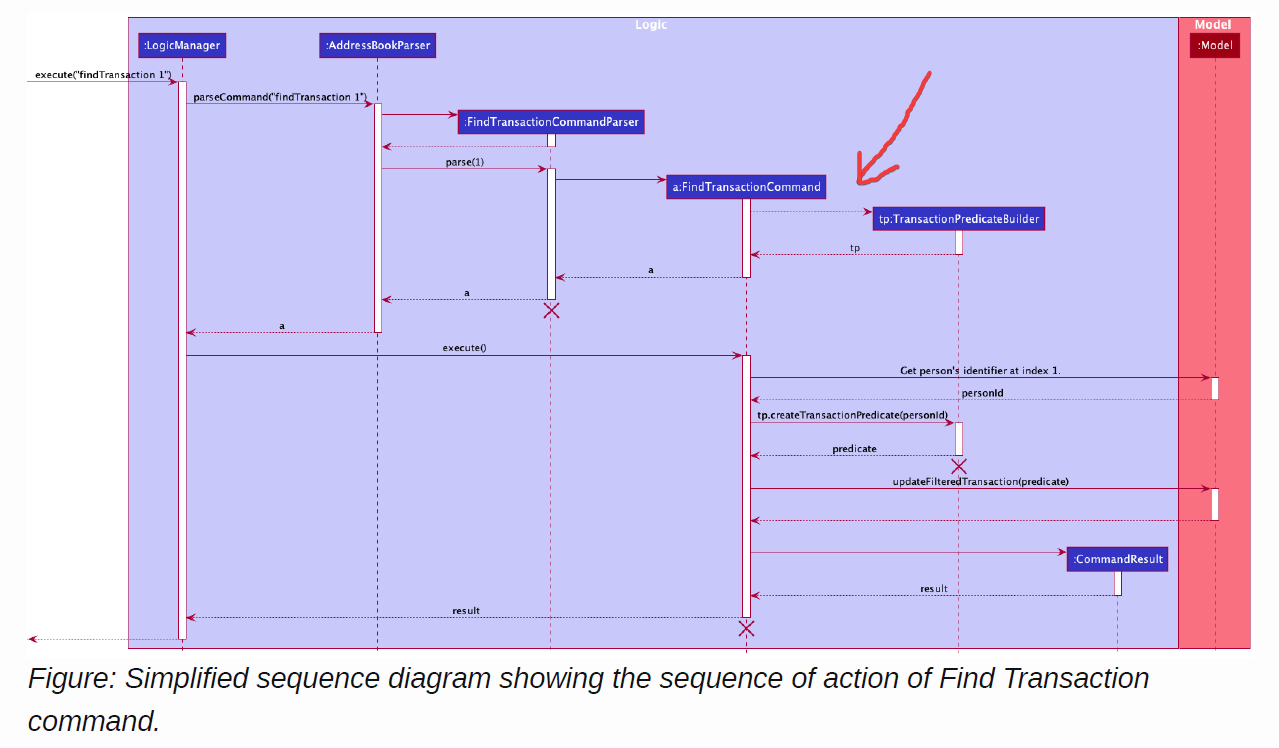 Logic
Model
:LogicManager
:AddressBookParser
:Model
execute("findTransaction 1")
parseCommand("findTransaction 1")
:FindTransactionCommandParser
parse(1)
a:FindTransactionCommand
tp:TransactionPredicateBuilder
tp
a
a
a
execute()
Get person's identifier at index 1.
personId
tp.createTransactionPredicate(personId)
predicate
updateFilteredTransaction(predicate)
:CommandResult
result
result
Figure: Simplified sequence diagram showing the sequence of action of Find Transaction
command.